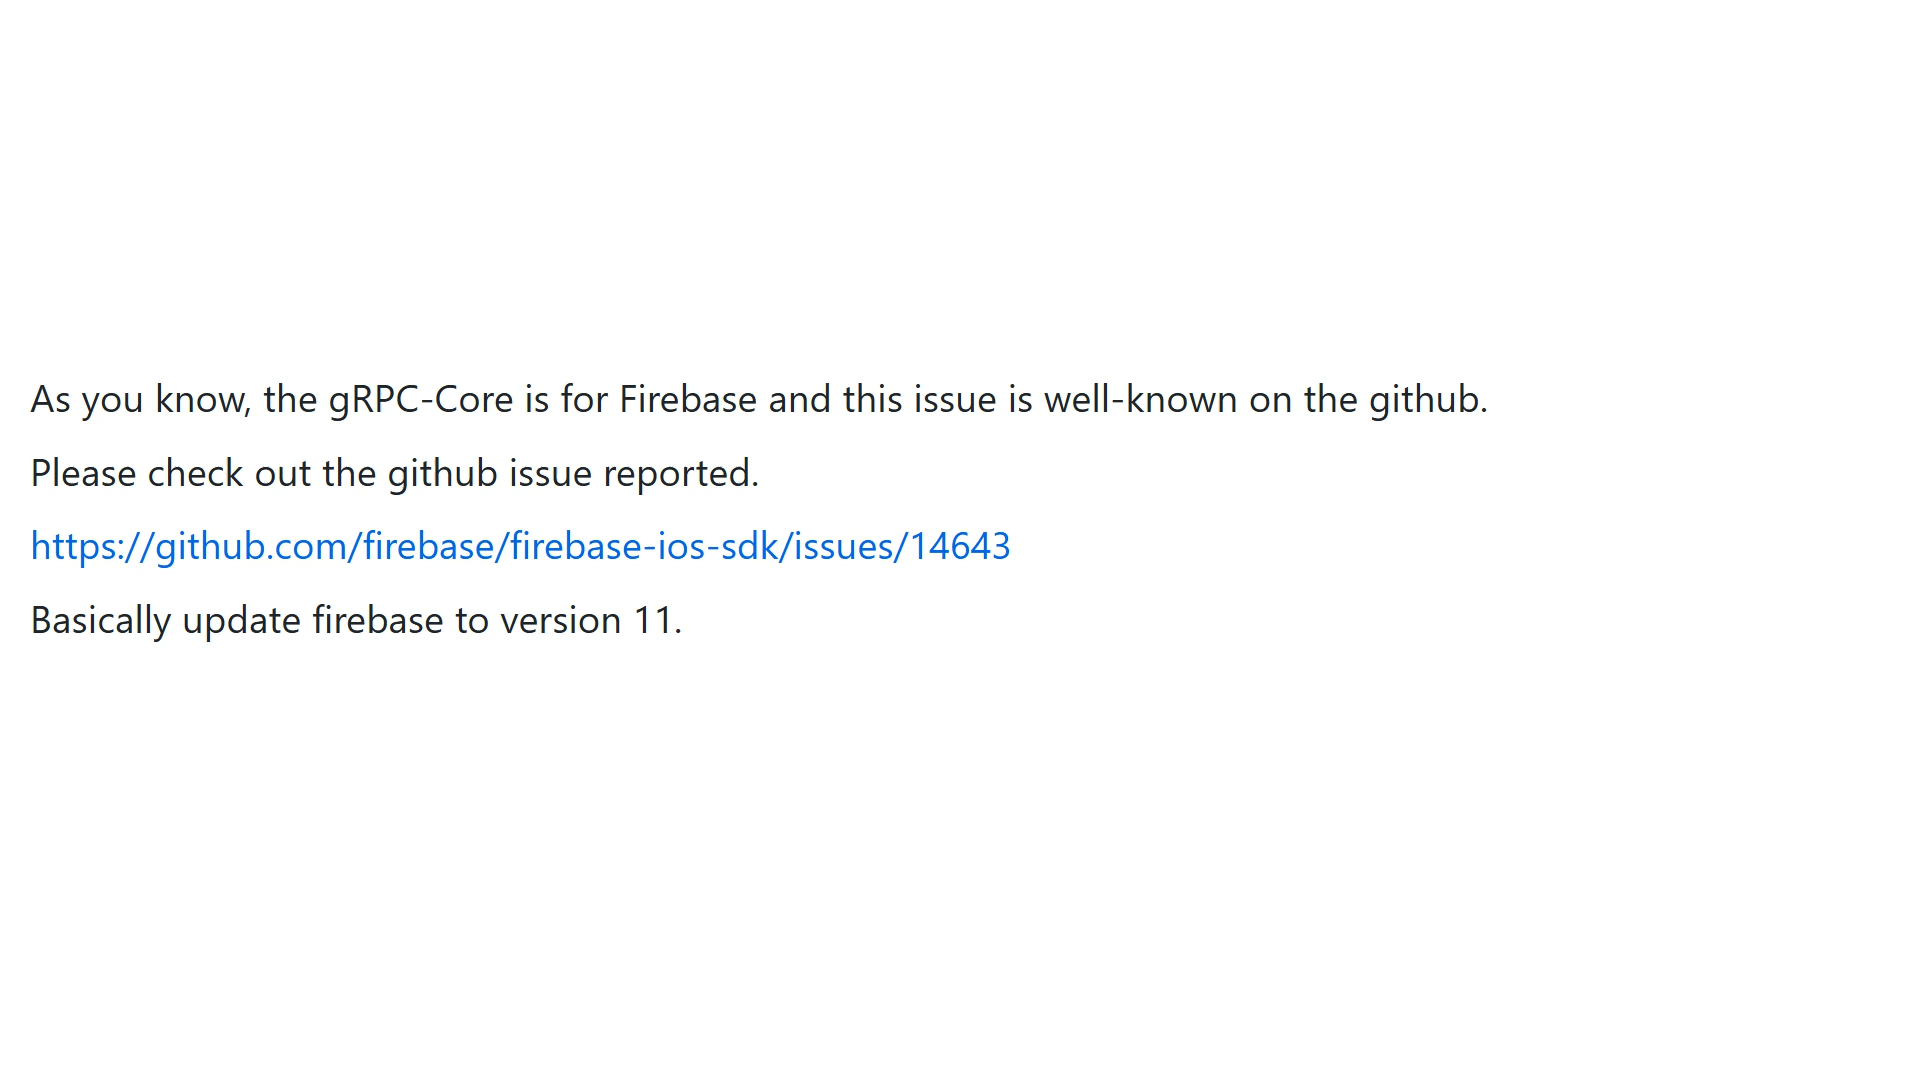 As you know, the gRPC-Core is for Firebase and this issue is well-known on the github.
Please check out the github issue reported.
https://github.com/firebase/firebase-ios-sdk/issues/14643
Basically update firebase to version 11.